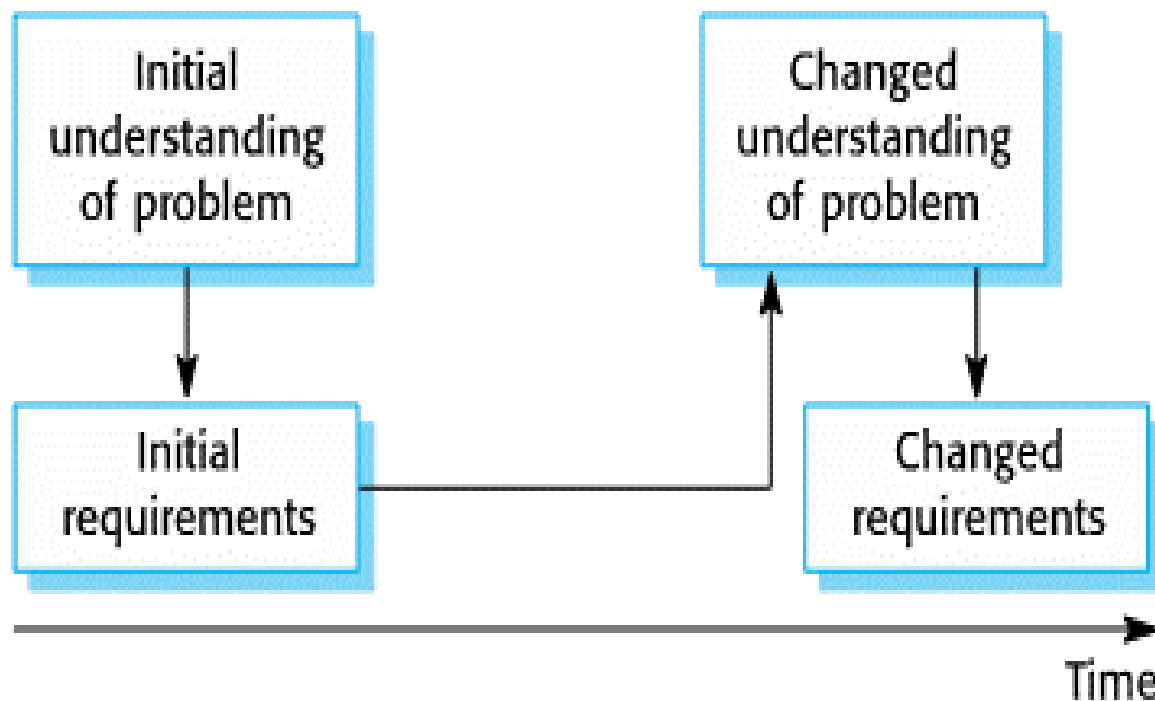 Initial
understanding
of problem
Changed
understanding
of problem
Initial
requirements
Changed
requirements
Time